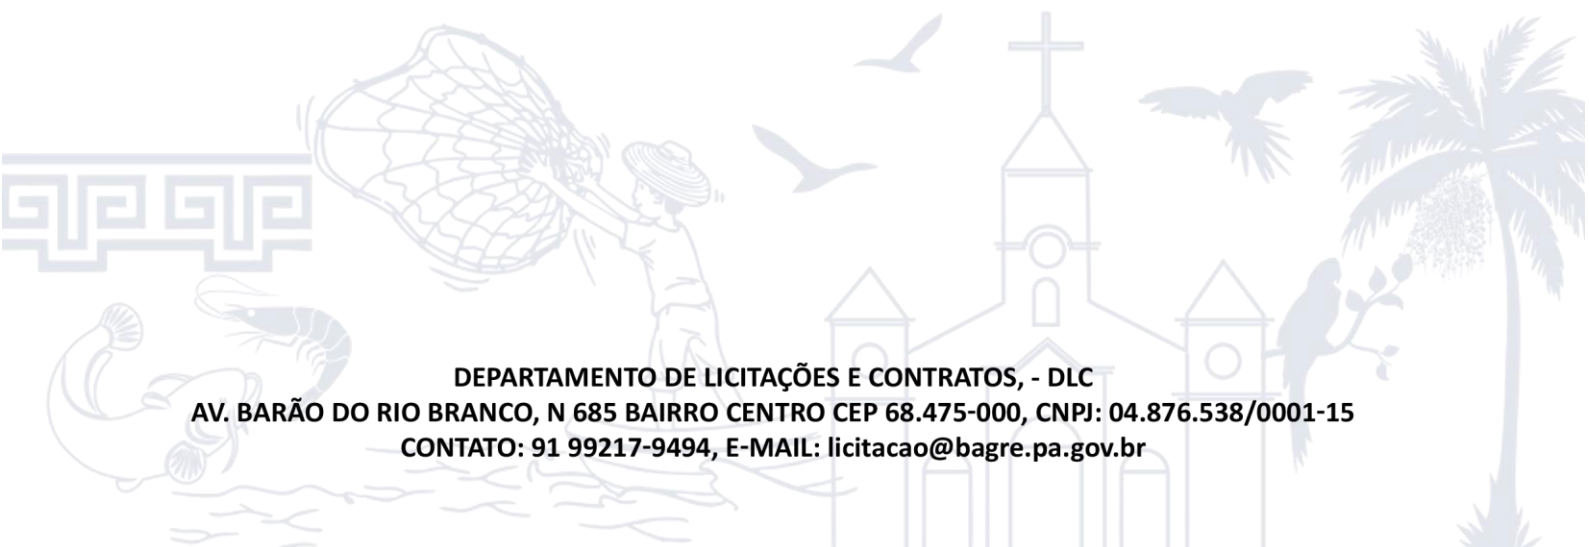 DEPARTAMENTO DE LICITAÇÕES E CONTRATOS, - DLC
AV. BARÃO DO RIO BRANCO, N 685 BAIRRO CENTRO CEP 68.475-000, CNPJ: 04.876.538/0001-15
CONTATO: 91 99217-9494, E-MAIL: licitacao@bagre.pa.gov.br